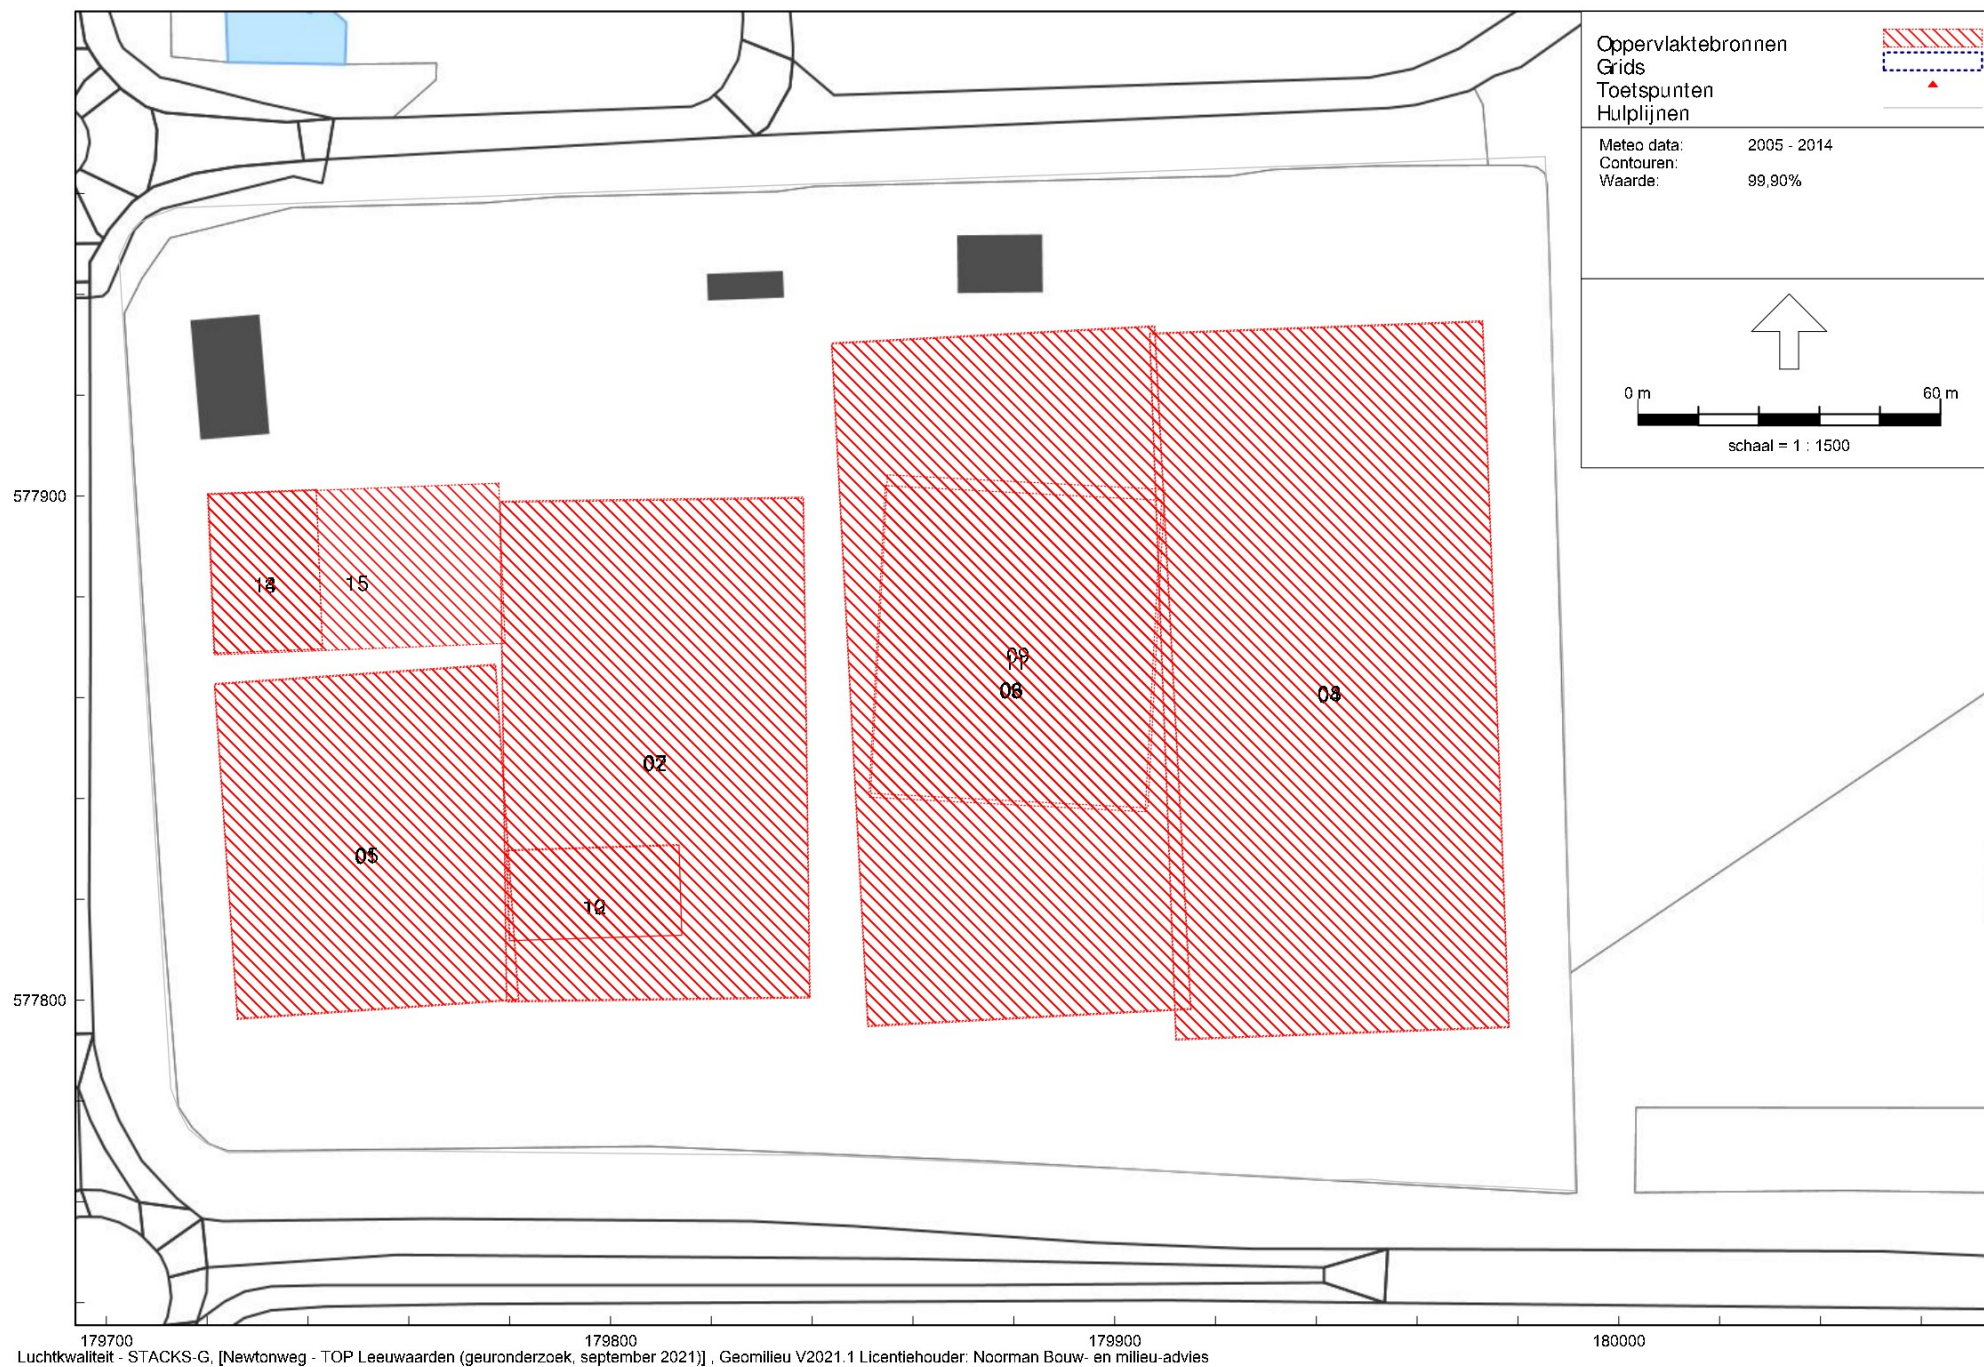 Oppervlaktebronnen
Grids
Toetspunten
Hulplijnen
Meteo data: 2005 - 2014
Contouren:
Waarde: 99,90%
0 m 60 m
schaal = 1 : 1500
577900
15
577800
179700 179800 179900 180000
Luchtkwaliteit - STACKS-G, [Newtonweg - TOP Leeuwaarden (geuronderzoek, september 2021)] , Geomilieu V2021.1 Licentiehouder: Noorman Bouw- en milieu-advies